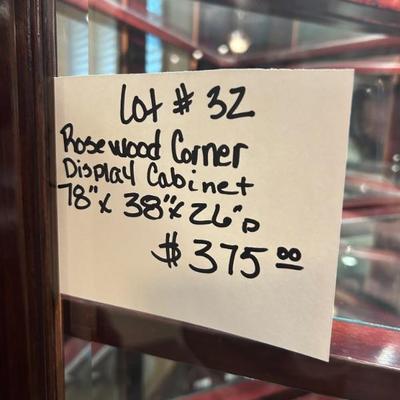 Lot # 32
Rosewood Corner
Display Cabinet
78" x 38" x 26" D
$375.00